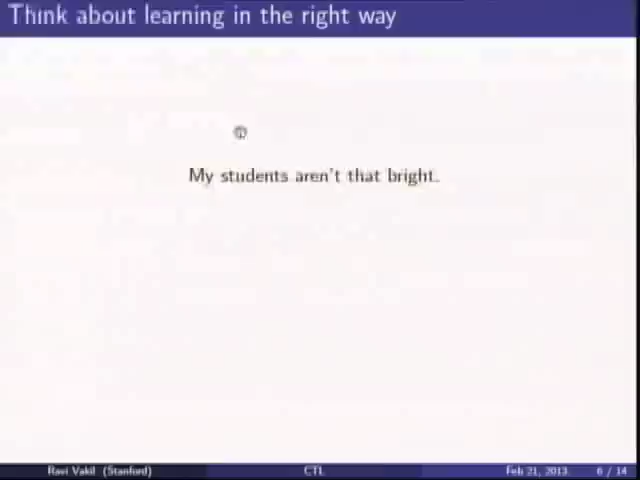 Think about learning in the right way
My students aren't that bright.
Ravi Vakil (Stanford) CTL Feb 21, 2013 6 / 14